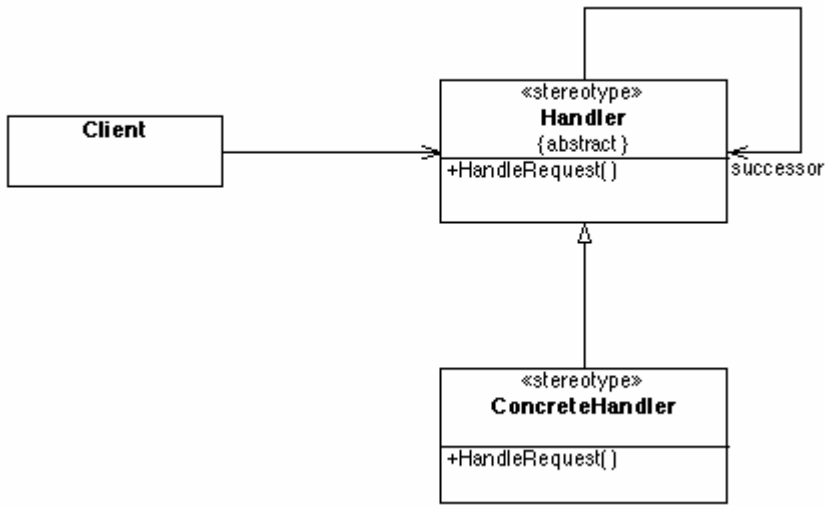 «stereotype»
Handler
{abstract}
+HandleRequest()
successor
Client
«stereotype»
ConcreteHandler
+HandleRequest()